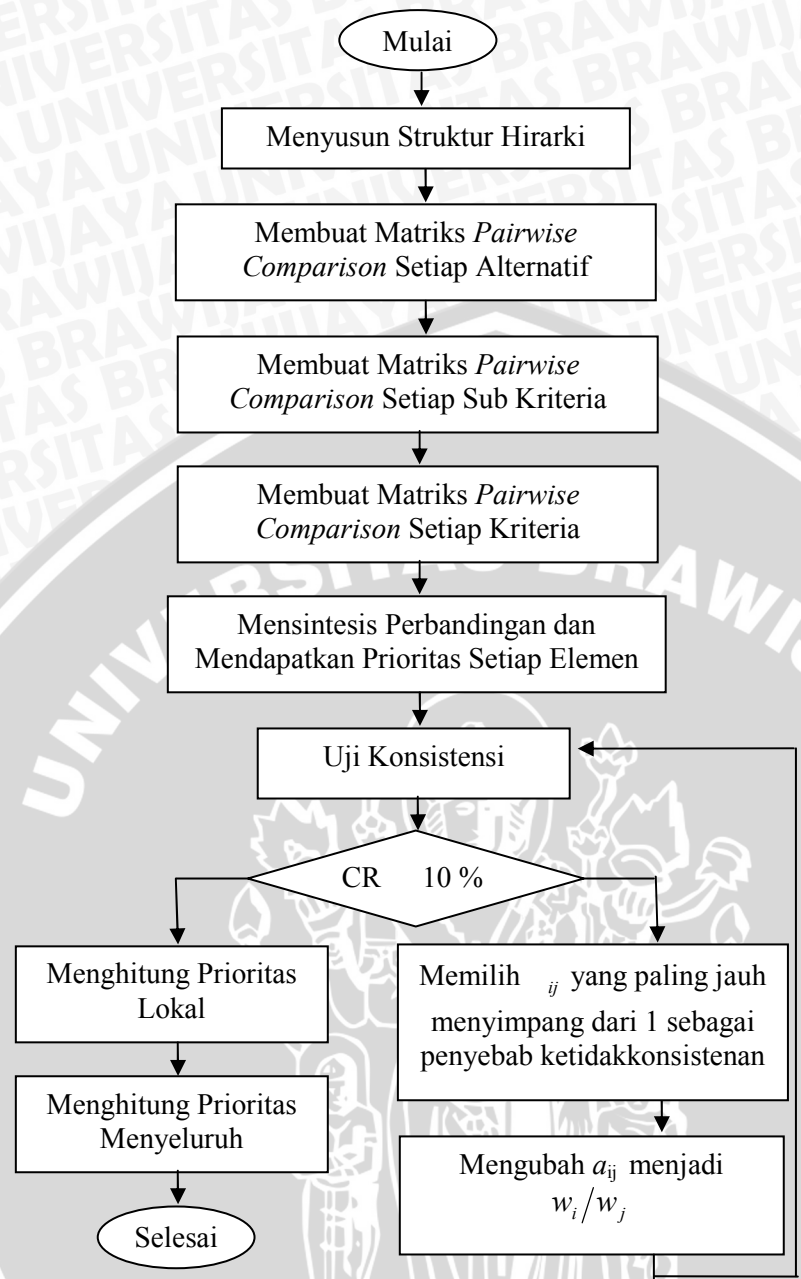 Mulai
Menyusun Struktur Hirarki
Membuat Matriks Pairwise
Comparison Setiap Alternatif
Membuat Matriks Pairwise
Comparison Setiap Sub Kriteria
Membuat Matriks Pairwise
Comparison Setiap Kriteria
Mensintesis Perbandingan dan
Mendapatkan Prioritas Setiap Elemen
Uji Konsistensi
CR 10 %
Menghitung Prioritas
Lokal
Menghitung Prioritas
Menyeluruh
Selesai
Memilih ij yang paling jauh
menyimpang dari 1 sebagai
penyebab ketidakkonsistenan
Mengubah aij menjadi
wi/wj
UNIVERSITAS BRAWIJ